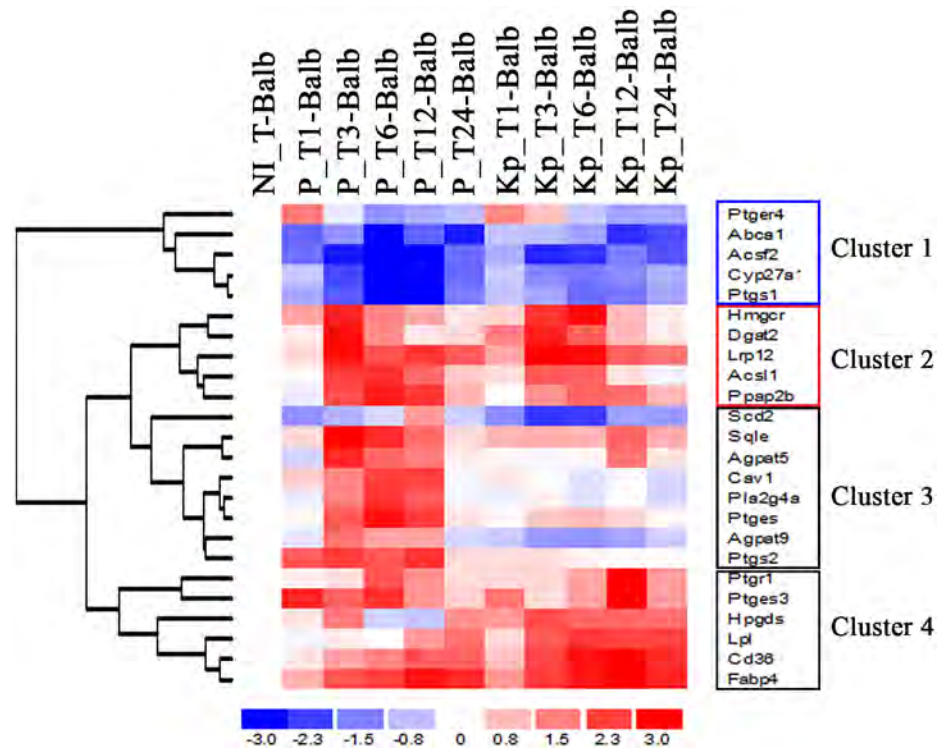 NI_T-Balb
P_T1-Balb
P_T3-Balb
P_T6-Balb
P_T12-Balb
P_T24-Balb
Kp_T1-Balb
Kp_T3-Balb
Kp_T6-Balb
Kp_T12-Balb
Kp_T24-Balb
Ptger4
Abca1
Acsf2
Cyp27a'
Ptgs1
Cluster 1
Hmgcr
Dgat2
Lrp12
Acsl1
Ppap2b
Cluster 2
Scd2
Sqle
Agpat5
Cav1
Pla2g4a
Ptges
Agpat9
Ptgs2
Cluster 3
Ptgr1
Ptges3
Hpgds
Lpl
Cd36
Fabp4
Cluster 4
-3.0 -2.3 -1.5 -0.8 0 0.8 1.5 2.3 3.0